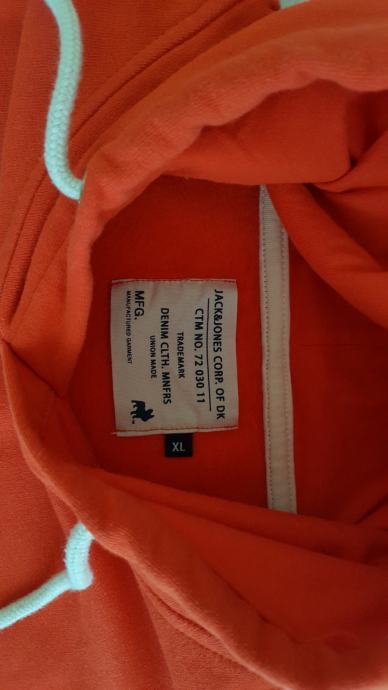 JACK&JONES CORP. OF DK
CTM NO. 72 030 11
TRADEMARK
DENIM CLTH. MNFRS
UNION MADE
MFG.
MANUFACTURED GARMENT
XL